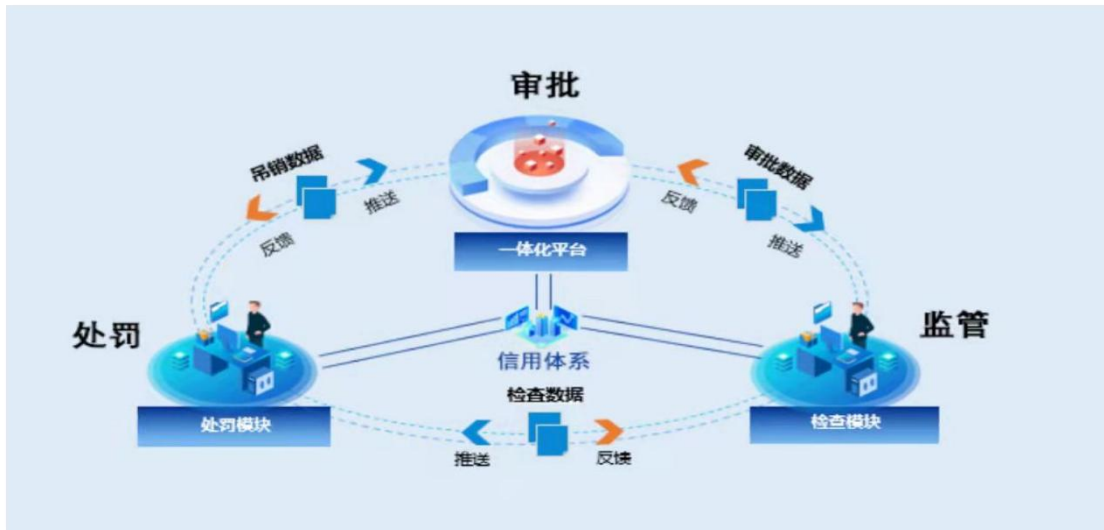 审批
吊销数据
审批数据
推送
反馈
反馈
推送
一体化平台
处罚
监管
信用体系
检查数据
处罚模块
检查模块
推送
反馈